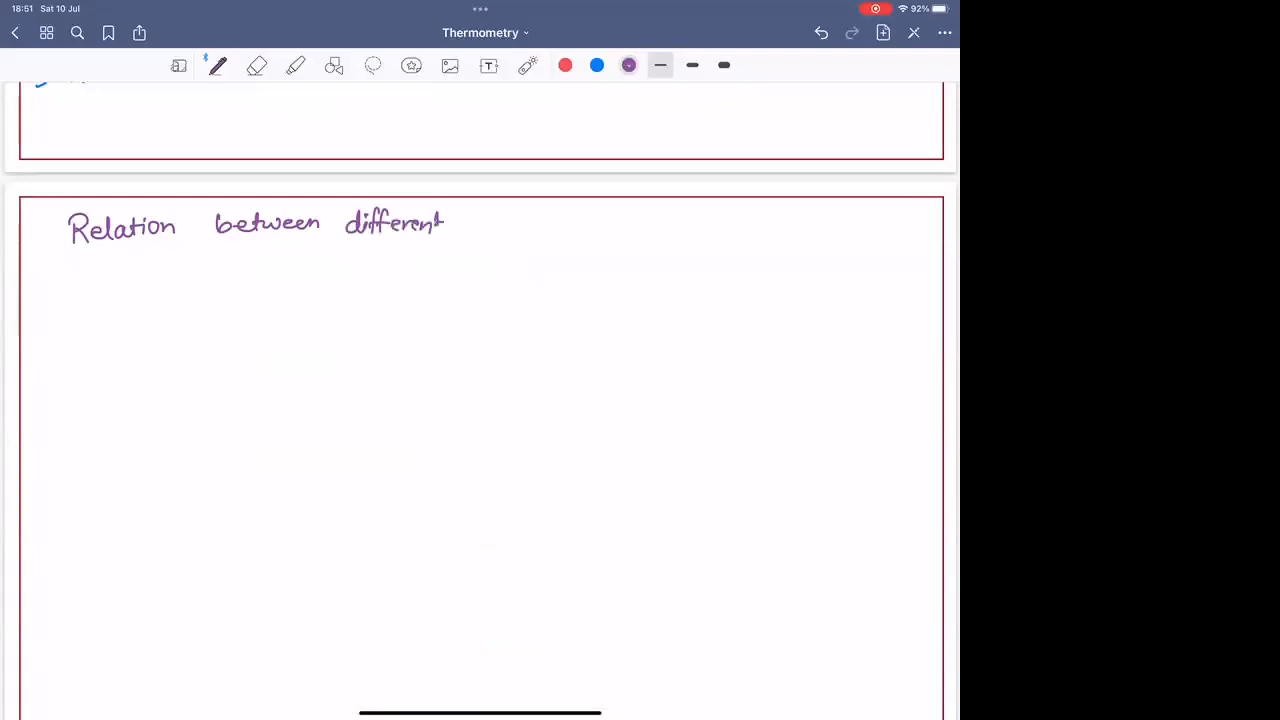 18:51 Sat 10 Jul 92%
Thermometry
T
Relation between different